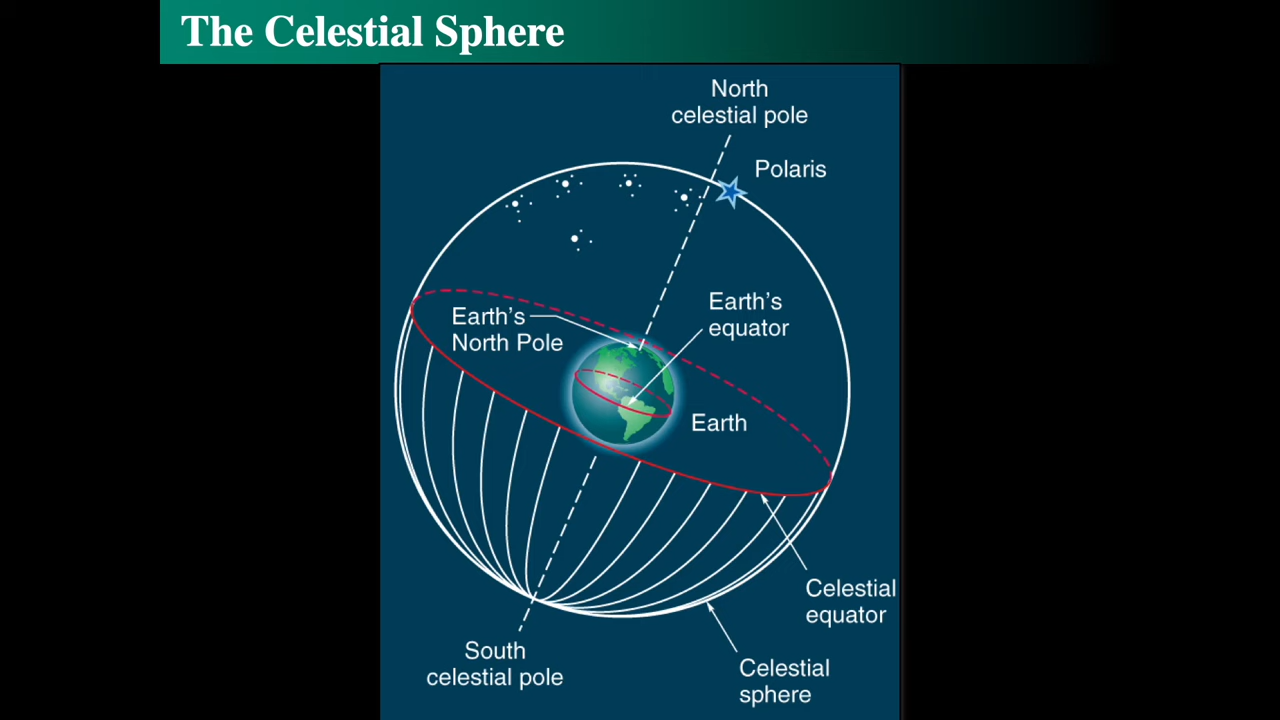 The Celestial Sphere
North
celestial pole
Polaris
Earth's
equator
Earth's
North Pole
Earth
Celestial
equator
South
celestial pole
Celestial
sphere